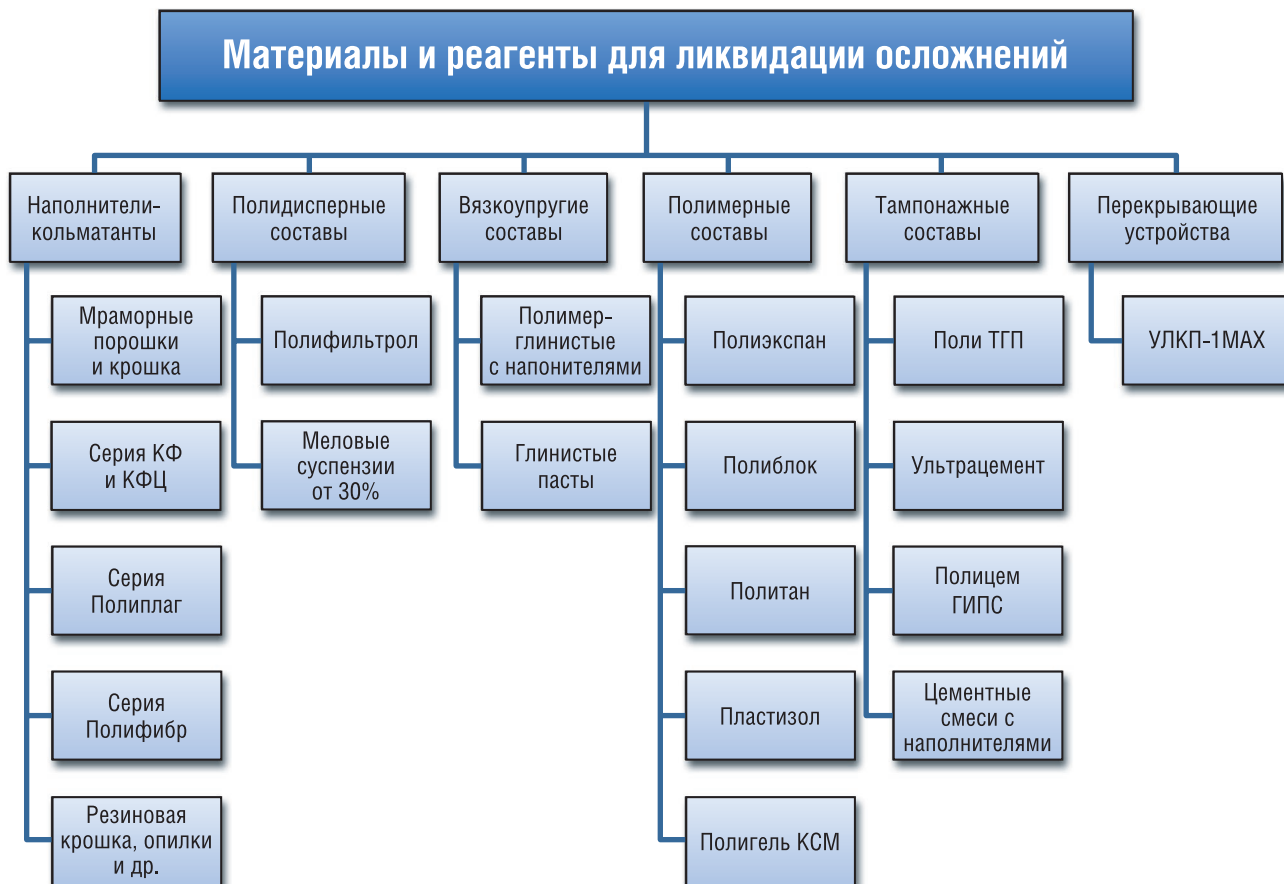 Материалы и реагенты для ликвидации осложнений
Наполнители-
кольматанты
Полидисперные
составы
Вязкоупругие
составы
Полимерные
составы
Тампонажные
составы
Перекрывающие
устройства
Мраморные
порошки
и крошка
Серия КФ
и КФЦ
Серия
Полиплаг
Серия
Полифибр
Резиновая
крошка, опилки
и др.
Полифильтрол
Меловые
суспензии
от 30%
Полимер-
глинистые
с напонителями
Глинистые
пасты
Полиэкспан
Полиблок
Политан
Пластизол
Полигель КСМ
Поли ТГП
Ультрацемент
Полицем
ГИПС
Цементные
смеси с
наполнителями
УЛКП-1МАХ